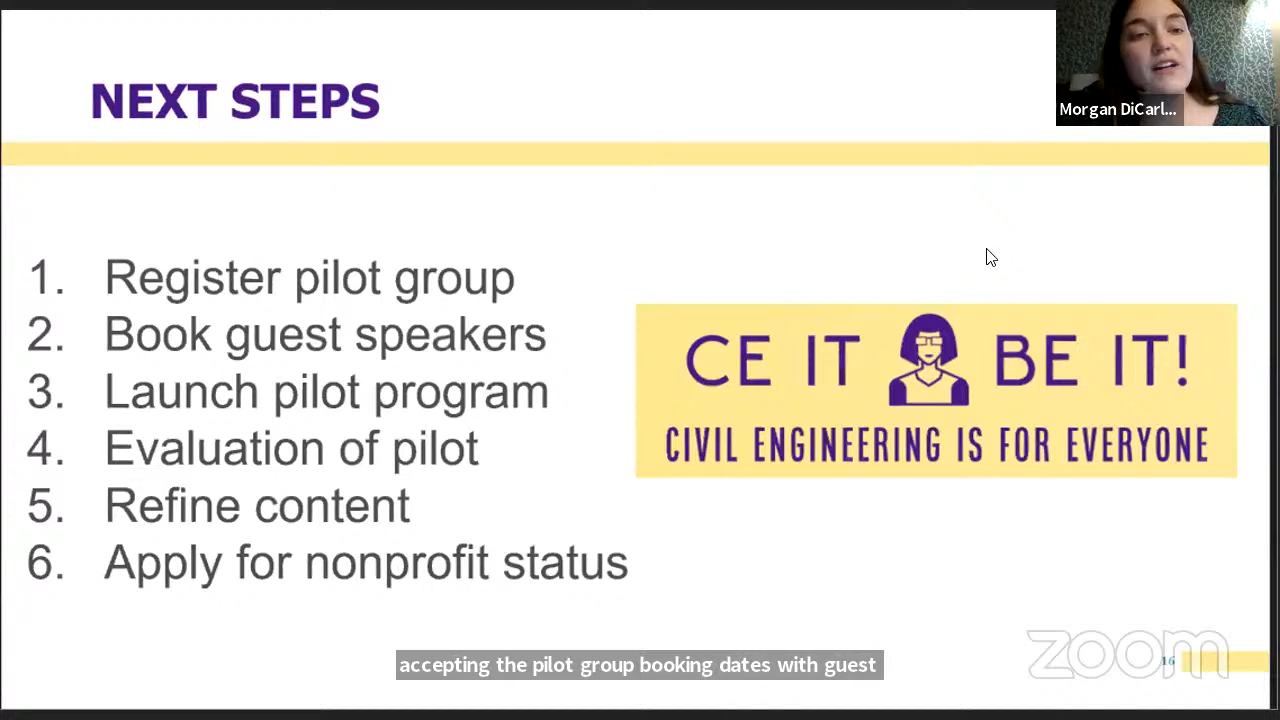 NEXT STEPS
Morgan DiCarl...
1. Register pilot group
2. Book guest speakers
3. Launch pilot program
4. Evaluation of pilot
5. Refine content
6. Apply for nonprofit status
CE IT BE IT!
CIVIL ENGINEERING IS FOR EVERYONE
accepting the pilot group booking dates with guest
zoom
16